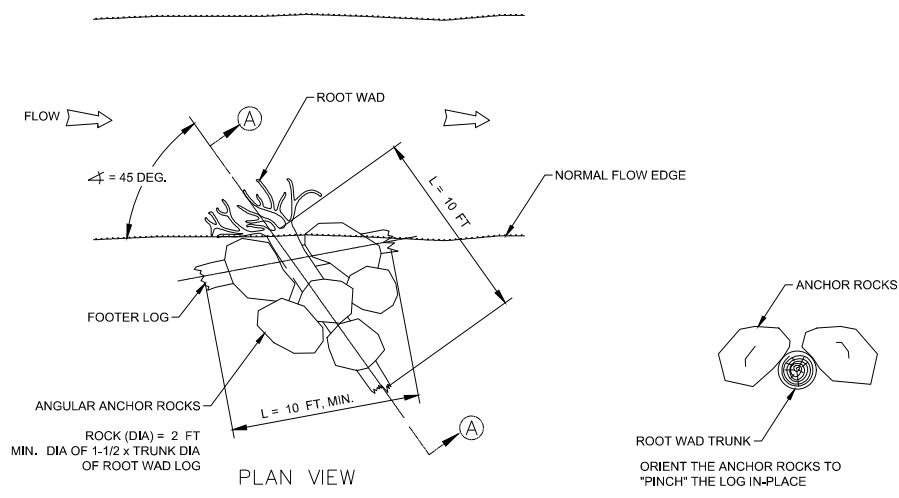 ROOT WAD
A
FLOW
∡ = 45 DEG.
L = 10 FT
NORMAL FLOW EDGE
ANCHOR ROCKS
FOOTER LOG
ANGULAR ANCHOR ROCKS
L = 10 FT, MIN.
A
ROCK (DIA) = 2 FT
MIN. DIA OF 1-1/2 x TRUNK DIA
OF ROOT WAD LOG
PLAN VIEW
ROOT WAD TRUNK
ORIENT THE ANCHOR ROCKS TO
"PINCH" THE LOG IN-PLACE